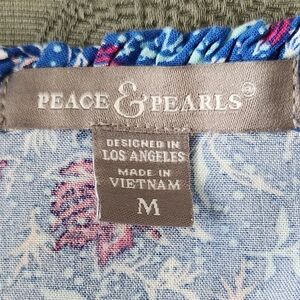 PEACE & PEARLS
DESIGNED IN
LOS ANGELES
MADE IN
VIETNAM
M